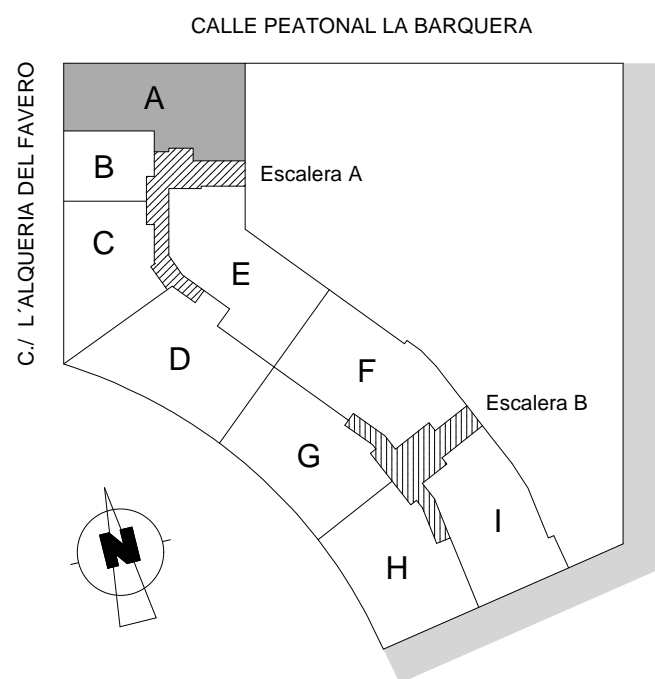 CALLE PEATONAL LA BARQUERA
C./ L´ALQUERIA DEL FAVERO
A
B
Escalera A
C
E
D
F
Escalera B
G
I
H
N